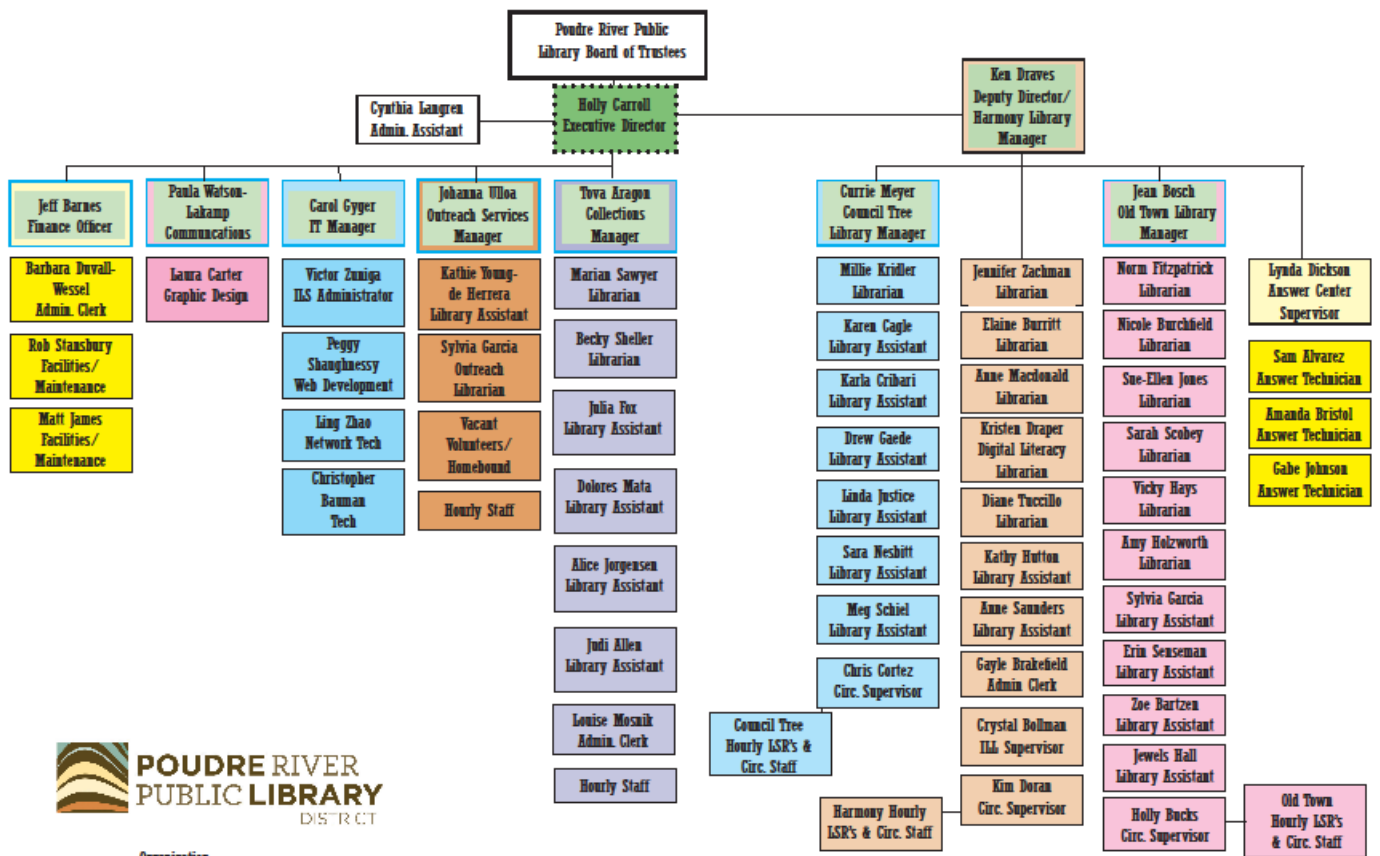 Poudre River Public
Library Board of Trustees
Cynthia Langren
Admin. Assistant
Holly Carroll
Executive Director
Ken Draves
Deputy Director/
Harmony Library
Manager
Jeff Barnes
Finance Officer
Barbara Duvall-
Wessel
Admin. Clerk
Rob Stansbury
Facilities/
Maintenance
Matt James
Facilities/
Maintenance
Paula Watson-
Lakamp
Communcations
Laura Carter
Graphic Design
Carol Gyger
IT Manager
Victor Zuniga
ILS Administrator
Peggy
Shaughnessy
Web Development
Ling Zhao
Network Tech
Christopher
Bauman
Tech
Johanna Ulloa
Outreach Services
Manager
Kathie Young-
de Herrera
Library Assistant
Sylvia Garcia
Outreach
Librarian
Vacant
Volunteers/
Homebound
Hourly Staff
Tova Aragon
Collections
Manager
Marian Sawyer
Librarian
Becky Sheller
Librarian
Julia Fox
Library Assistant
Dolores Mata
Library Assistant
Alice Jorgensen
Library Assistant
Judi Allen
Library Assistant
Louise Mosnik
Admin. Clerk
Hourly Staff
Currie Meyer
Council Tree
Library Manager
Millie Kridler
Librarian
Karen Cagle
Library Assistant
Karla Cribari
Library Assistant
Drew Gaede
Library Assistant
Linda Justice
Library Assistant
Sara Nesbitt
Library Assistant
Meg Schiel
Library Assistant
Chris Cortez
Circ. Supervisor
Council Tree
Hourly LSR's &
Circ. Staff
Jennifer Zachman
Librarian
Elaine Burritt
Librarian
Anne Macdonald
Librarian
Kristen Draper
Digital Literacy
Librarian
Diane Tuccillo
Librarian
Kathy Hutton
Library Assistant
Anne Saunders
Library Assistant
Gayle Brakefield
Admin Clerk
Crystal Bollman
ILL Supervisor
Kim Doran
Circ. Supervisor
Harmony Hourly
LSR's & Circ. Staff
Jean Bosch
Old Town Library
Manager
Norm Fitzpatrick
Librarian
Nicole Burchfield
Librarian
Sue-Ellen Jones
Librarian
Sarah Scobey
Librarian
Vicky Hays
Librarian
Amy Holzworth
Librarian
Sylvia Garcia
Library Assistant
Erin Senseman
Library Assistant
Zoe Bartzen
Library Assistant
Jewels Hall
Library Assistant
Holly Bucks
Circ. Supervisor
Old Town
Hourly LSR's
& Circ. Staff
Lynda Dickson
Answer Center
Supervisor
Sam Alvarez
Answer Technician
Amanda Bristol
Answer Technician
Gabe Johnson
Answer Technician
POUDRE RIVER
PUBLIC LIBRARY
DISTRICT